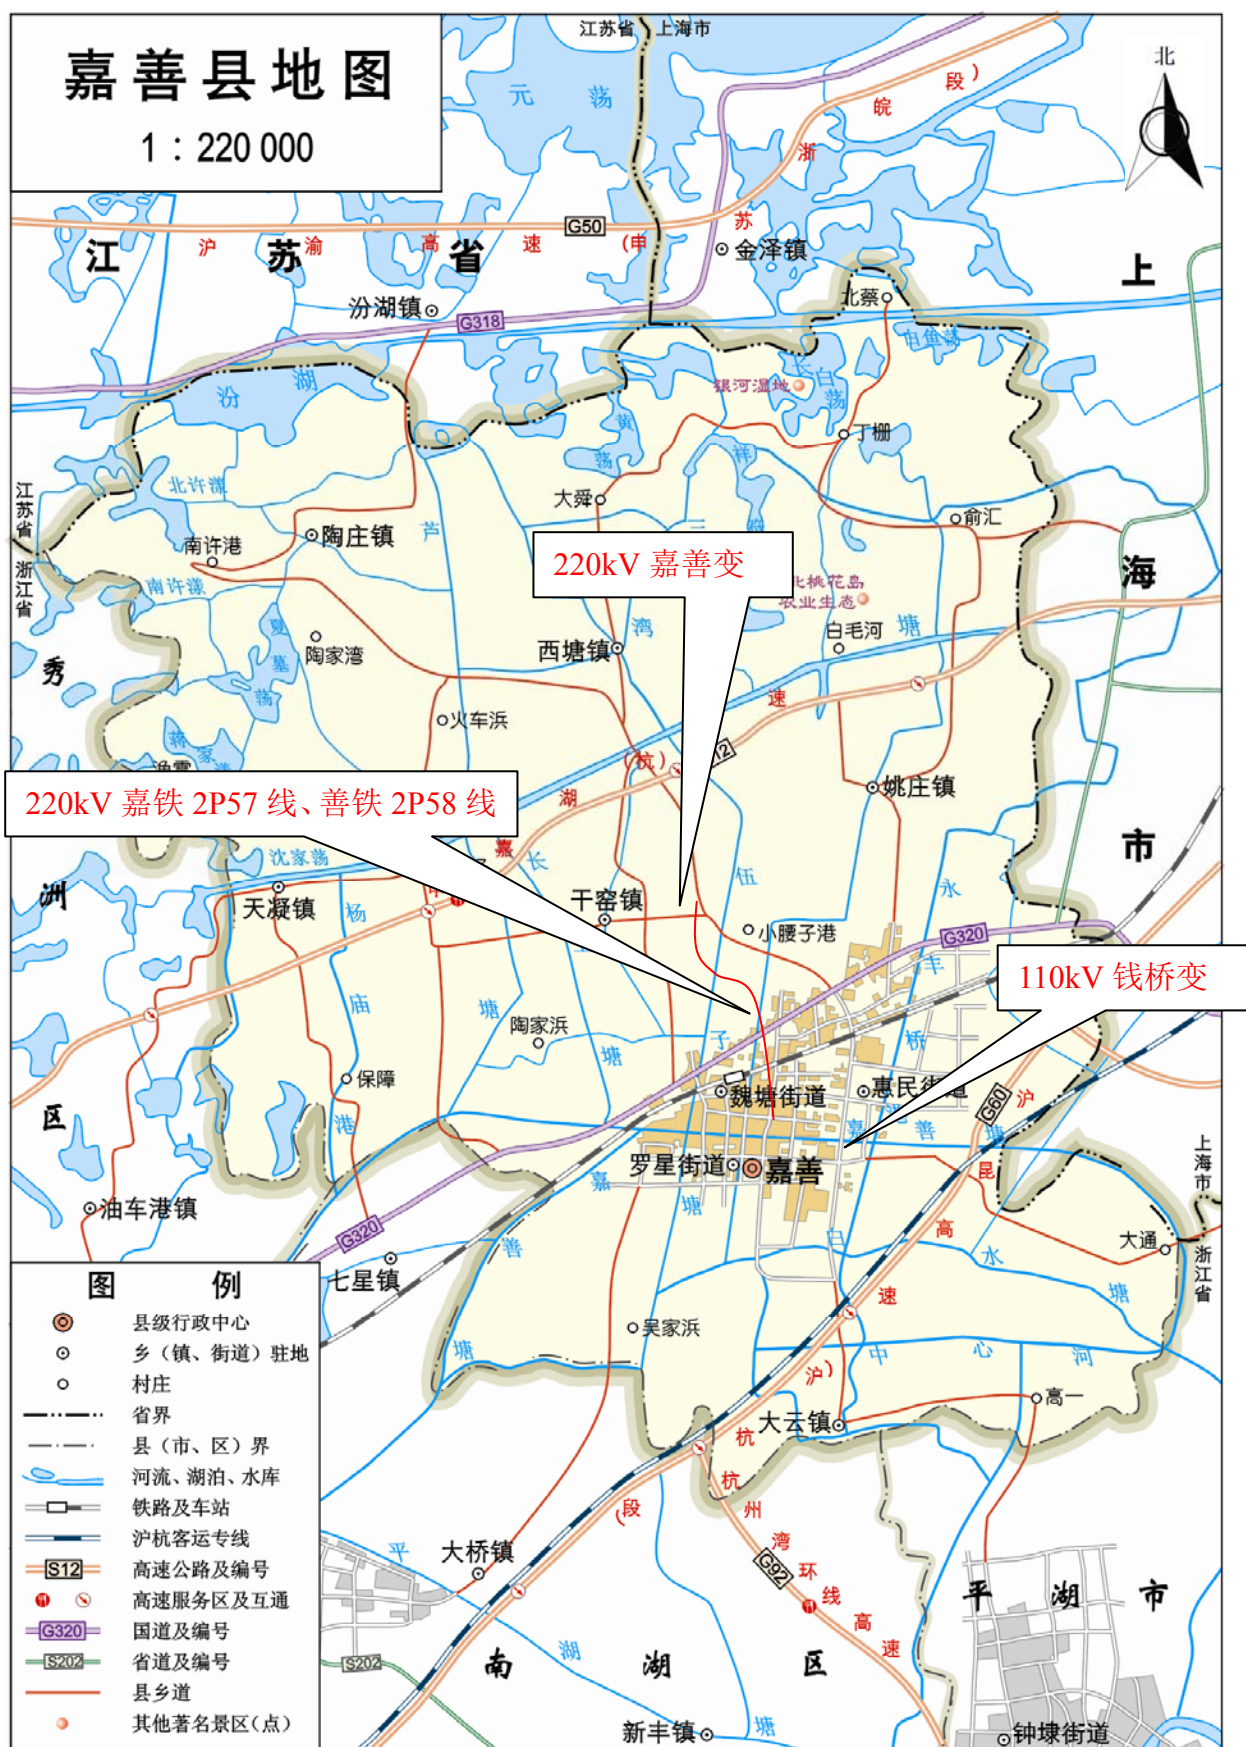 嘉善县地图
1：220 000
江苏省 上海市
北
元 荡
段）
皖
浙
苏
（申
速
高
渝
沪
G50
江 苏 省
金泽镇
上
海
市
汾湖镇
G318
北蔡
白鱼荡
长白荡
银河湿地
汾 湖
黄
荡
祥
丁栅
北许漾
大舜
俞汇
江苏省
浙江省
陶庄镇
芦
三
南许港
南许漾
220kV 嘉善变
北桃花岛
农业生态
白毛河
塘
夏
墓
荡
陶家湾
西塘镇
湾
秀
洲
区
火车浜
速
蒋
家
（杭）
12
姚庄镇
湖
220kV 嘉铁 2P57 线、善铁 2P58 线
沈家荡
嘉
长
天凝镇
杨
申
干窑镇
伍
永
小腰子港
G320
丰
110kV 钱桥变
庙
塘
陶家浜
塘
子
桥
保障
港
魏塘街道
惠民街道
G60
沪
嘉 善 塘
罗星街道
嘉善
昆
嘉
塘
油车港镇
G320
善
白
高
水
大通
上海市
浙江省
七星镇
速
塘
吴家浜
塘
中 心 河
沪）
高一
大云镇
杭
杭
州
湾
环
线
高
速
（段
G92
大桥镇
平
湖
塘
平 湖 市
S202
南 湖 区
新丰镇
钟埭街道
图 例
县级行政中心
乡（镇、街道）驻地
村庄
省界
县（市、区）界
河流、湖泊、水库
铁路及车站
沪杭客运专线
S12 高速公路及编号
高速服务区及互通
G320 国道及编号
S202 省道及编号
县乡道
其他著名景区（点）